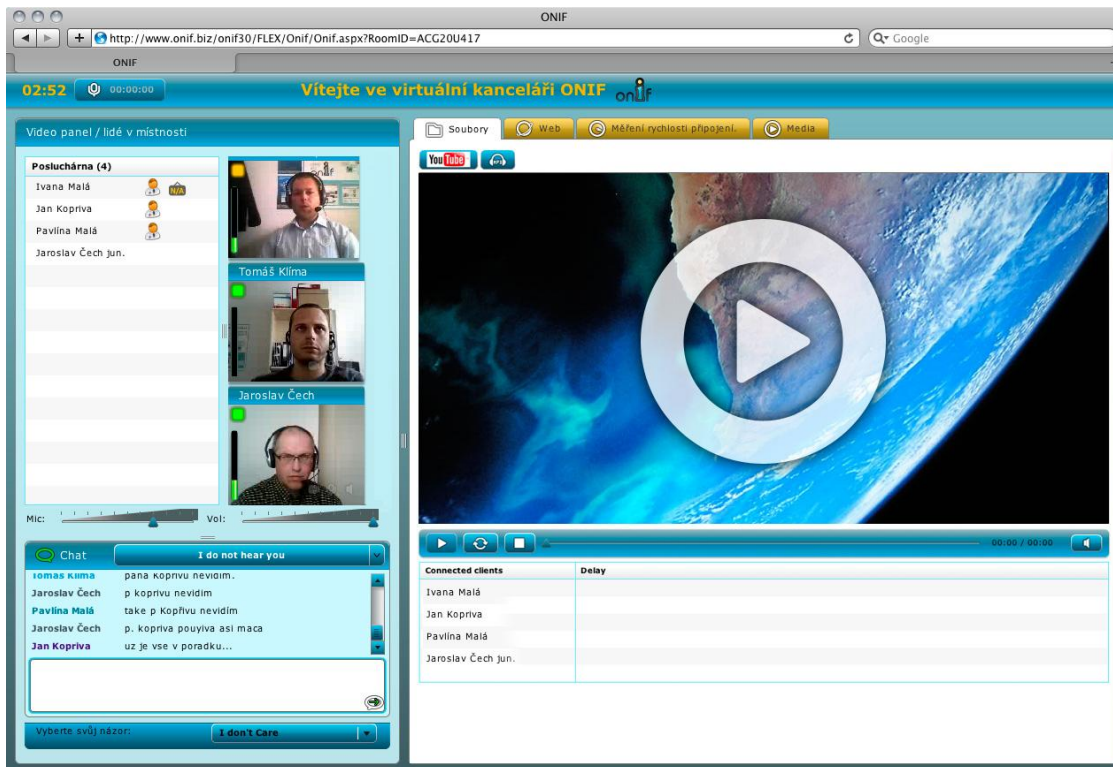 ONIF
http://www.onif.biz/onif30/FLEX/Onif/Onif.aspx?RoomID=ACG20U417
Google
ONIF
02:52 00:00:00 Vítejte ve virtuální kanceláři ONIF onif
Video panel / lidé v místnosti
Posluchárna (4)
Ivana Malá N/A
Jan Kopriva
Pavlína Malá
Jaroslav Čech jun.
Tomáš Klíma
Jaroslav Čech
Mic: Vol:
Chat I do not hear you
Tomáš Klíma pana Koprivu nevidim.
Jaroslav Čech p koprivu nevidim
Pavlína Malá take p Kopřivu nevidím
Jaroslav Čech p. kopriva pouyiva asi maca
Jan Kopriva uz je vse v poradku...
Vyberte svůj názor: I don't Care
Soubory Web Měření rychlosti připojení. Media
YouTube
00:00 / 00:00
Connected clients Delay
Ivana Malá
Jan Kopriva
Pavlína Malá
Jaroslav Čech jun.